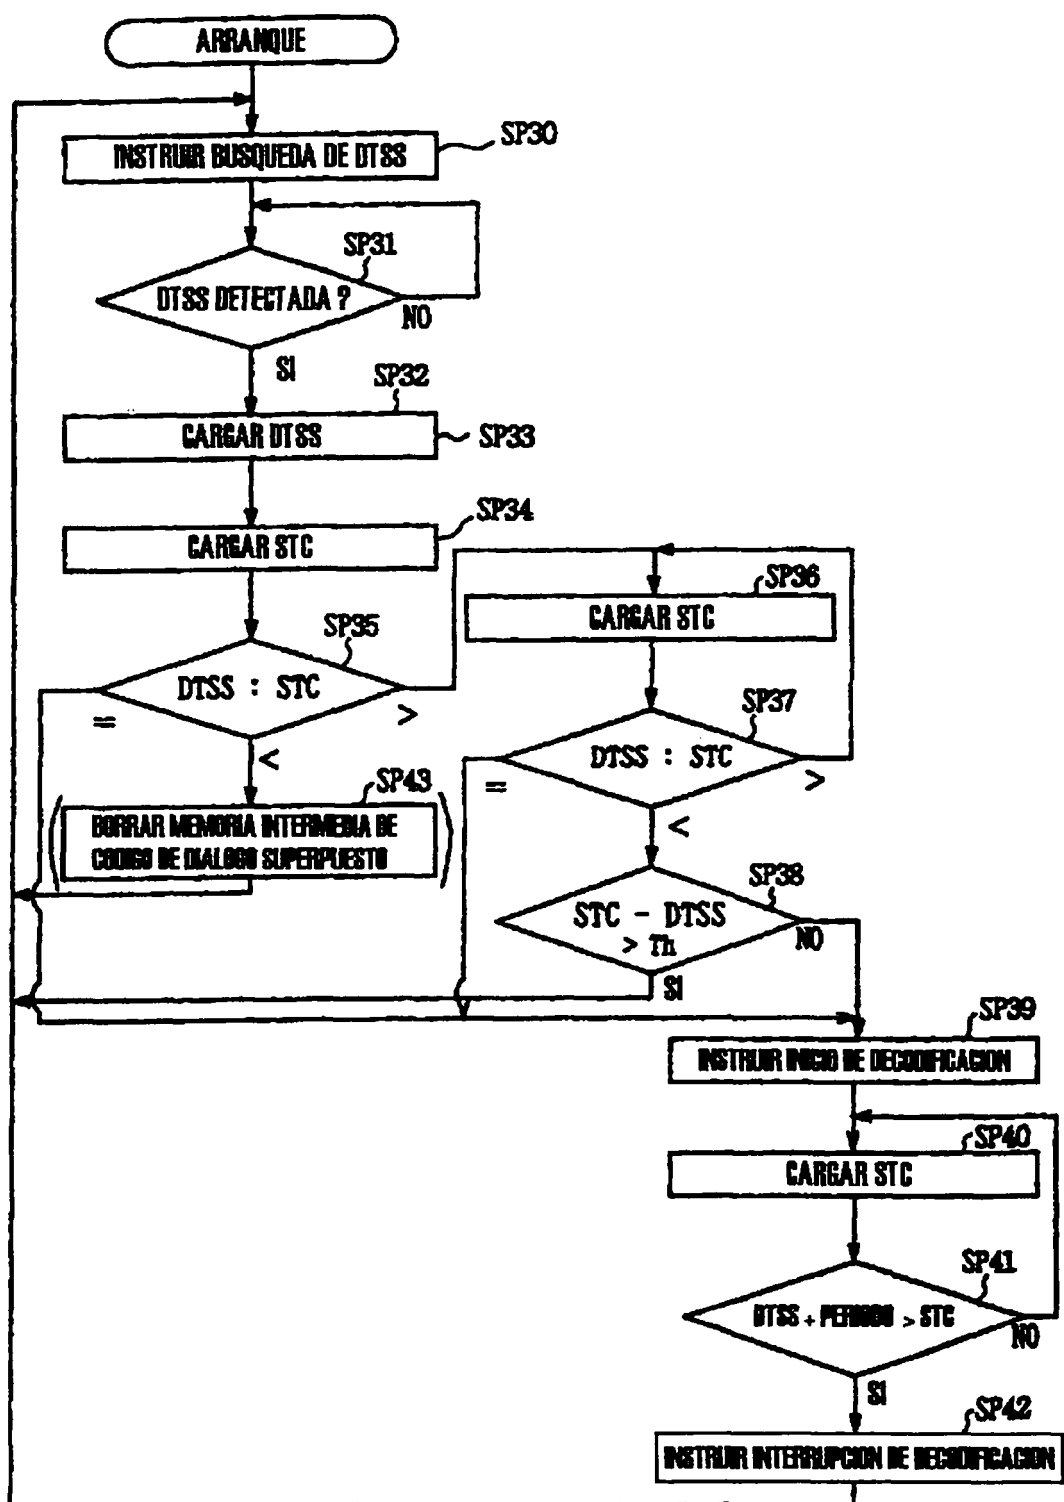 ARRANQUE
INSTRUIR BUSQUEDA DE DTSS
SP30
SP31
DTSS DETECTADA ?
NO
SI
SP32
CARGAR DTSS
SP33
SP34
CARGAR STC
SP35
DTSS : STC
=
>
<
SP43
BORRAR MEMORIA INTERMEDIA DE
CODIGO DE DIALOGO SUPERPUESTO
SP36
CARGAR STC
SP37
DTSS : STC
=
>
<
SP38
STC - DTSS
> Th
NO
SI
SP39
INSTRUIR INICIO DE DECODIFICACION
SP40
CARGAR STC
SP41
DTSS + PERIODO > STC
NO
SI
SP42
INSTRUIR INTERRUPCION DE DECODIFICACION